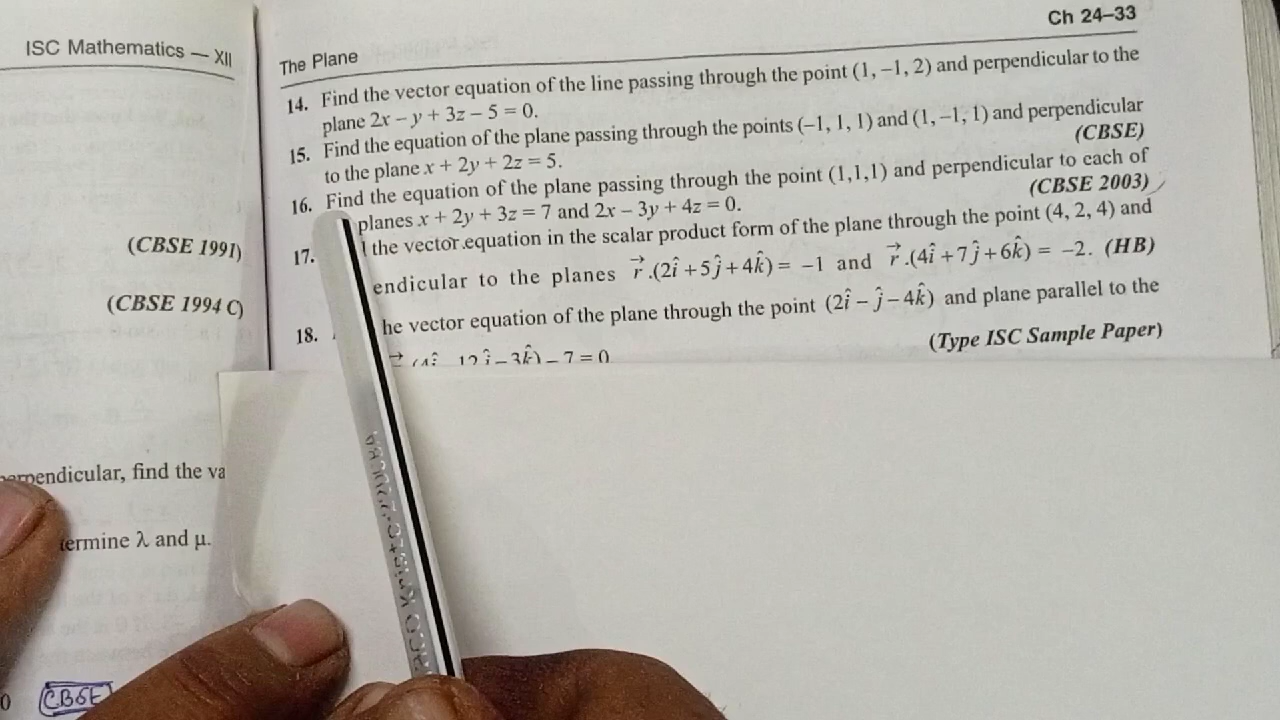 ISC Mathematics — XII
(CBSE 1991)
(CBSE 1994 C)
perpendicular, find the va
termine λ and μ.
0 CBSE
The Plane
Ch 24–33
14. Find the vector equation of the line passing through the point (1, –1, 2) and perpendicular to the
plane 2x – y + 3z – 5 = 0.
15. Find the equation of the plane passing through the points (–1, 1, 1) and (1, –1, 1) and perpendicular
to the plane x + 2y + 2z = 5. (CBSE)
16. Find the equation of the plane passing through the point (1,1,1) and perpendicular to each of
planes x + 2y + 3z = 7 and 2x – 3y + 4z = 0. (CBSE 2003)
17. the vector equation in the scalar product form of the plane through the point (4, 2, 4) and
endicular to the planes r⃗ .(2î + 5ĵ + 4k̂) = –1 and r⃗ .(4î + 7ĵ + 6k̂) = –2. (HB)
18. he vector equation of the plane through the point (2î – ĵ – 4k̂) and plane parallel to the
r⃗ (4î 12ĵ – 3k̂) – 7 = 0 (Type ISC Sample Paper)